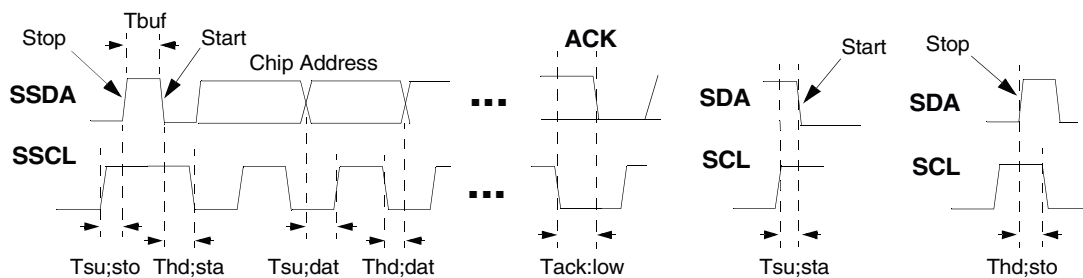 Tbuf
Stop
Start
ACK
Start
Stop
Chip Address
SSDA
...
SDA
SDA
SSCL
...
SCL
SCL
Tsu;sto
Thd;sta
Tsu;dat
Thd;dat
Tack:low
Tsu;sta
Thd;sto